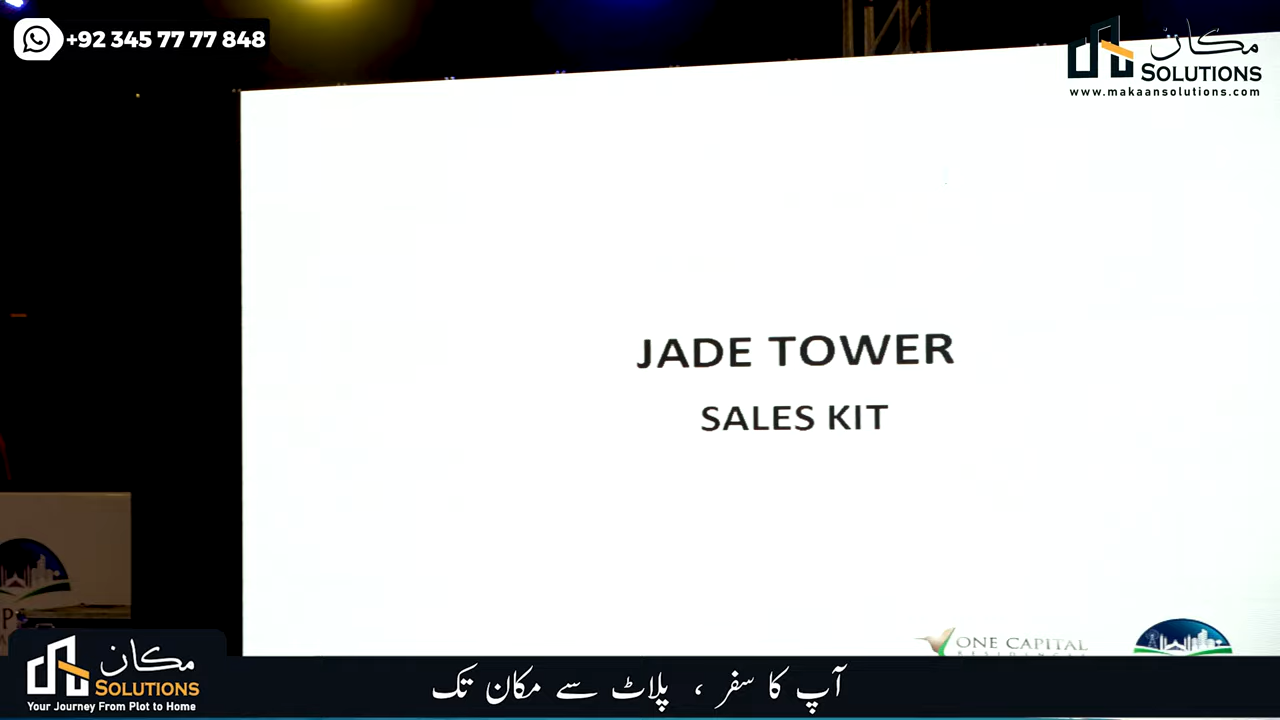 +92 345 77 77 848
مکان
SOLUTIONS
www.makaansolutions.com
JADE TOWER
SALES KIT
ONE CAPITAL
مکان
SOLUTIONS
Your Journey From Plot to Home
آپ کا سفر ، پلاٹ سے مکان تک